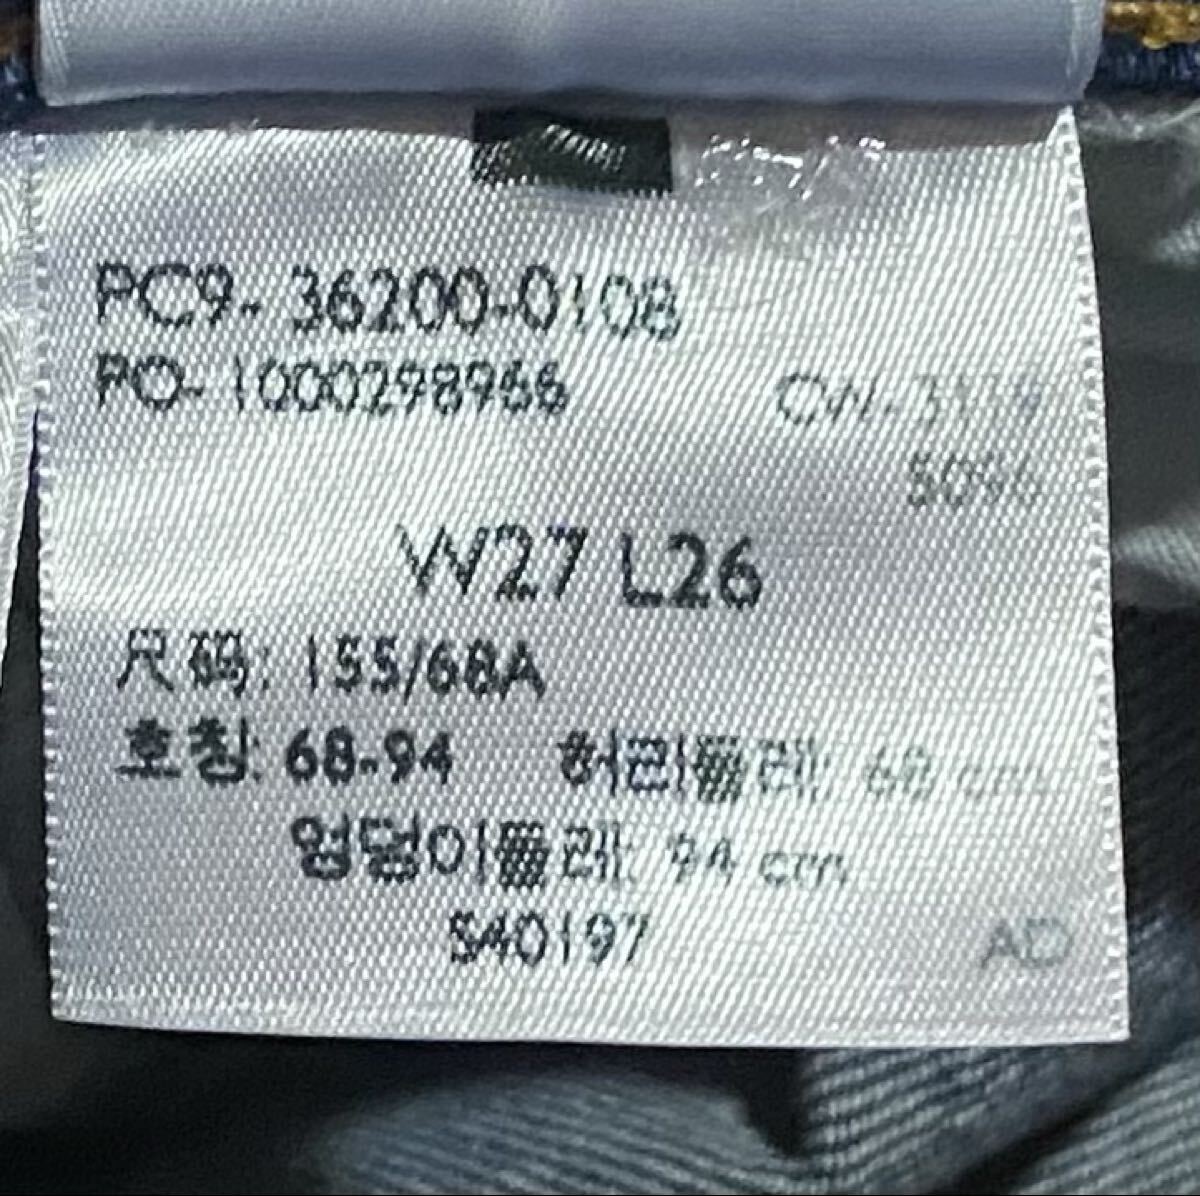 PC9- 36200-0108
PO- 1000298966
W27 L26
尺码: 155/68A
호칭: 68-94 허리둘레: 68 cm
엉덩이둘레: 94 cm
S40197 AD